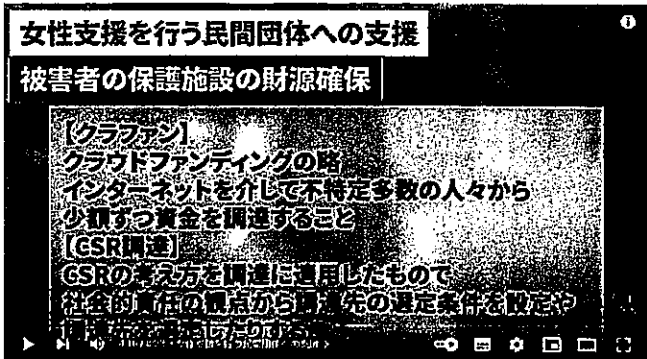 女性支援を行う民間団体への支援
被害者の保護施設の財源確保
【クラファン】
クラウドファンディングの略
インターネットを介して不特定多数の人々から
少額ずつ資金を調達すること
【CSR調達】
CSRの考え方を調達に適用したもので
社会的責任の観点から調達先の選定条件を設定や